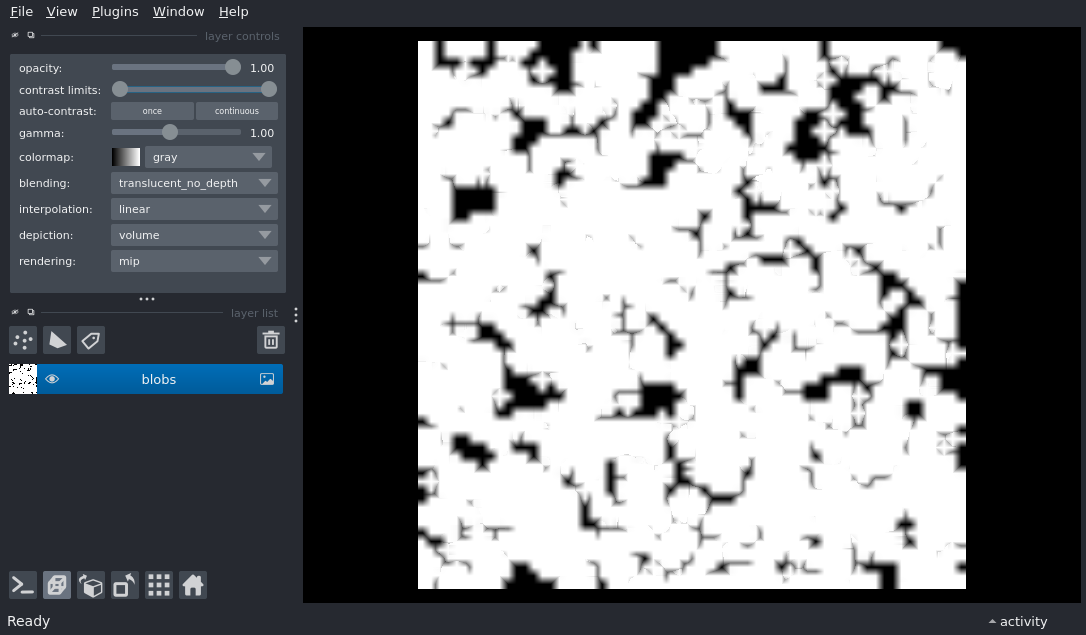 File View Plugins Window Help
layer controls
opacity: 1.00
contrast limits:
auto-contrast: once continuous
gamma: 1.00
colormap: gray
blending: translucent_no_depth
interpolation: linear
depiction: volume
rendering: mip
layer list
blobs
Ready activity